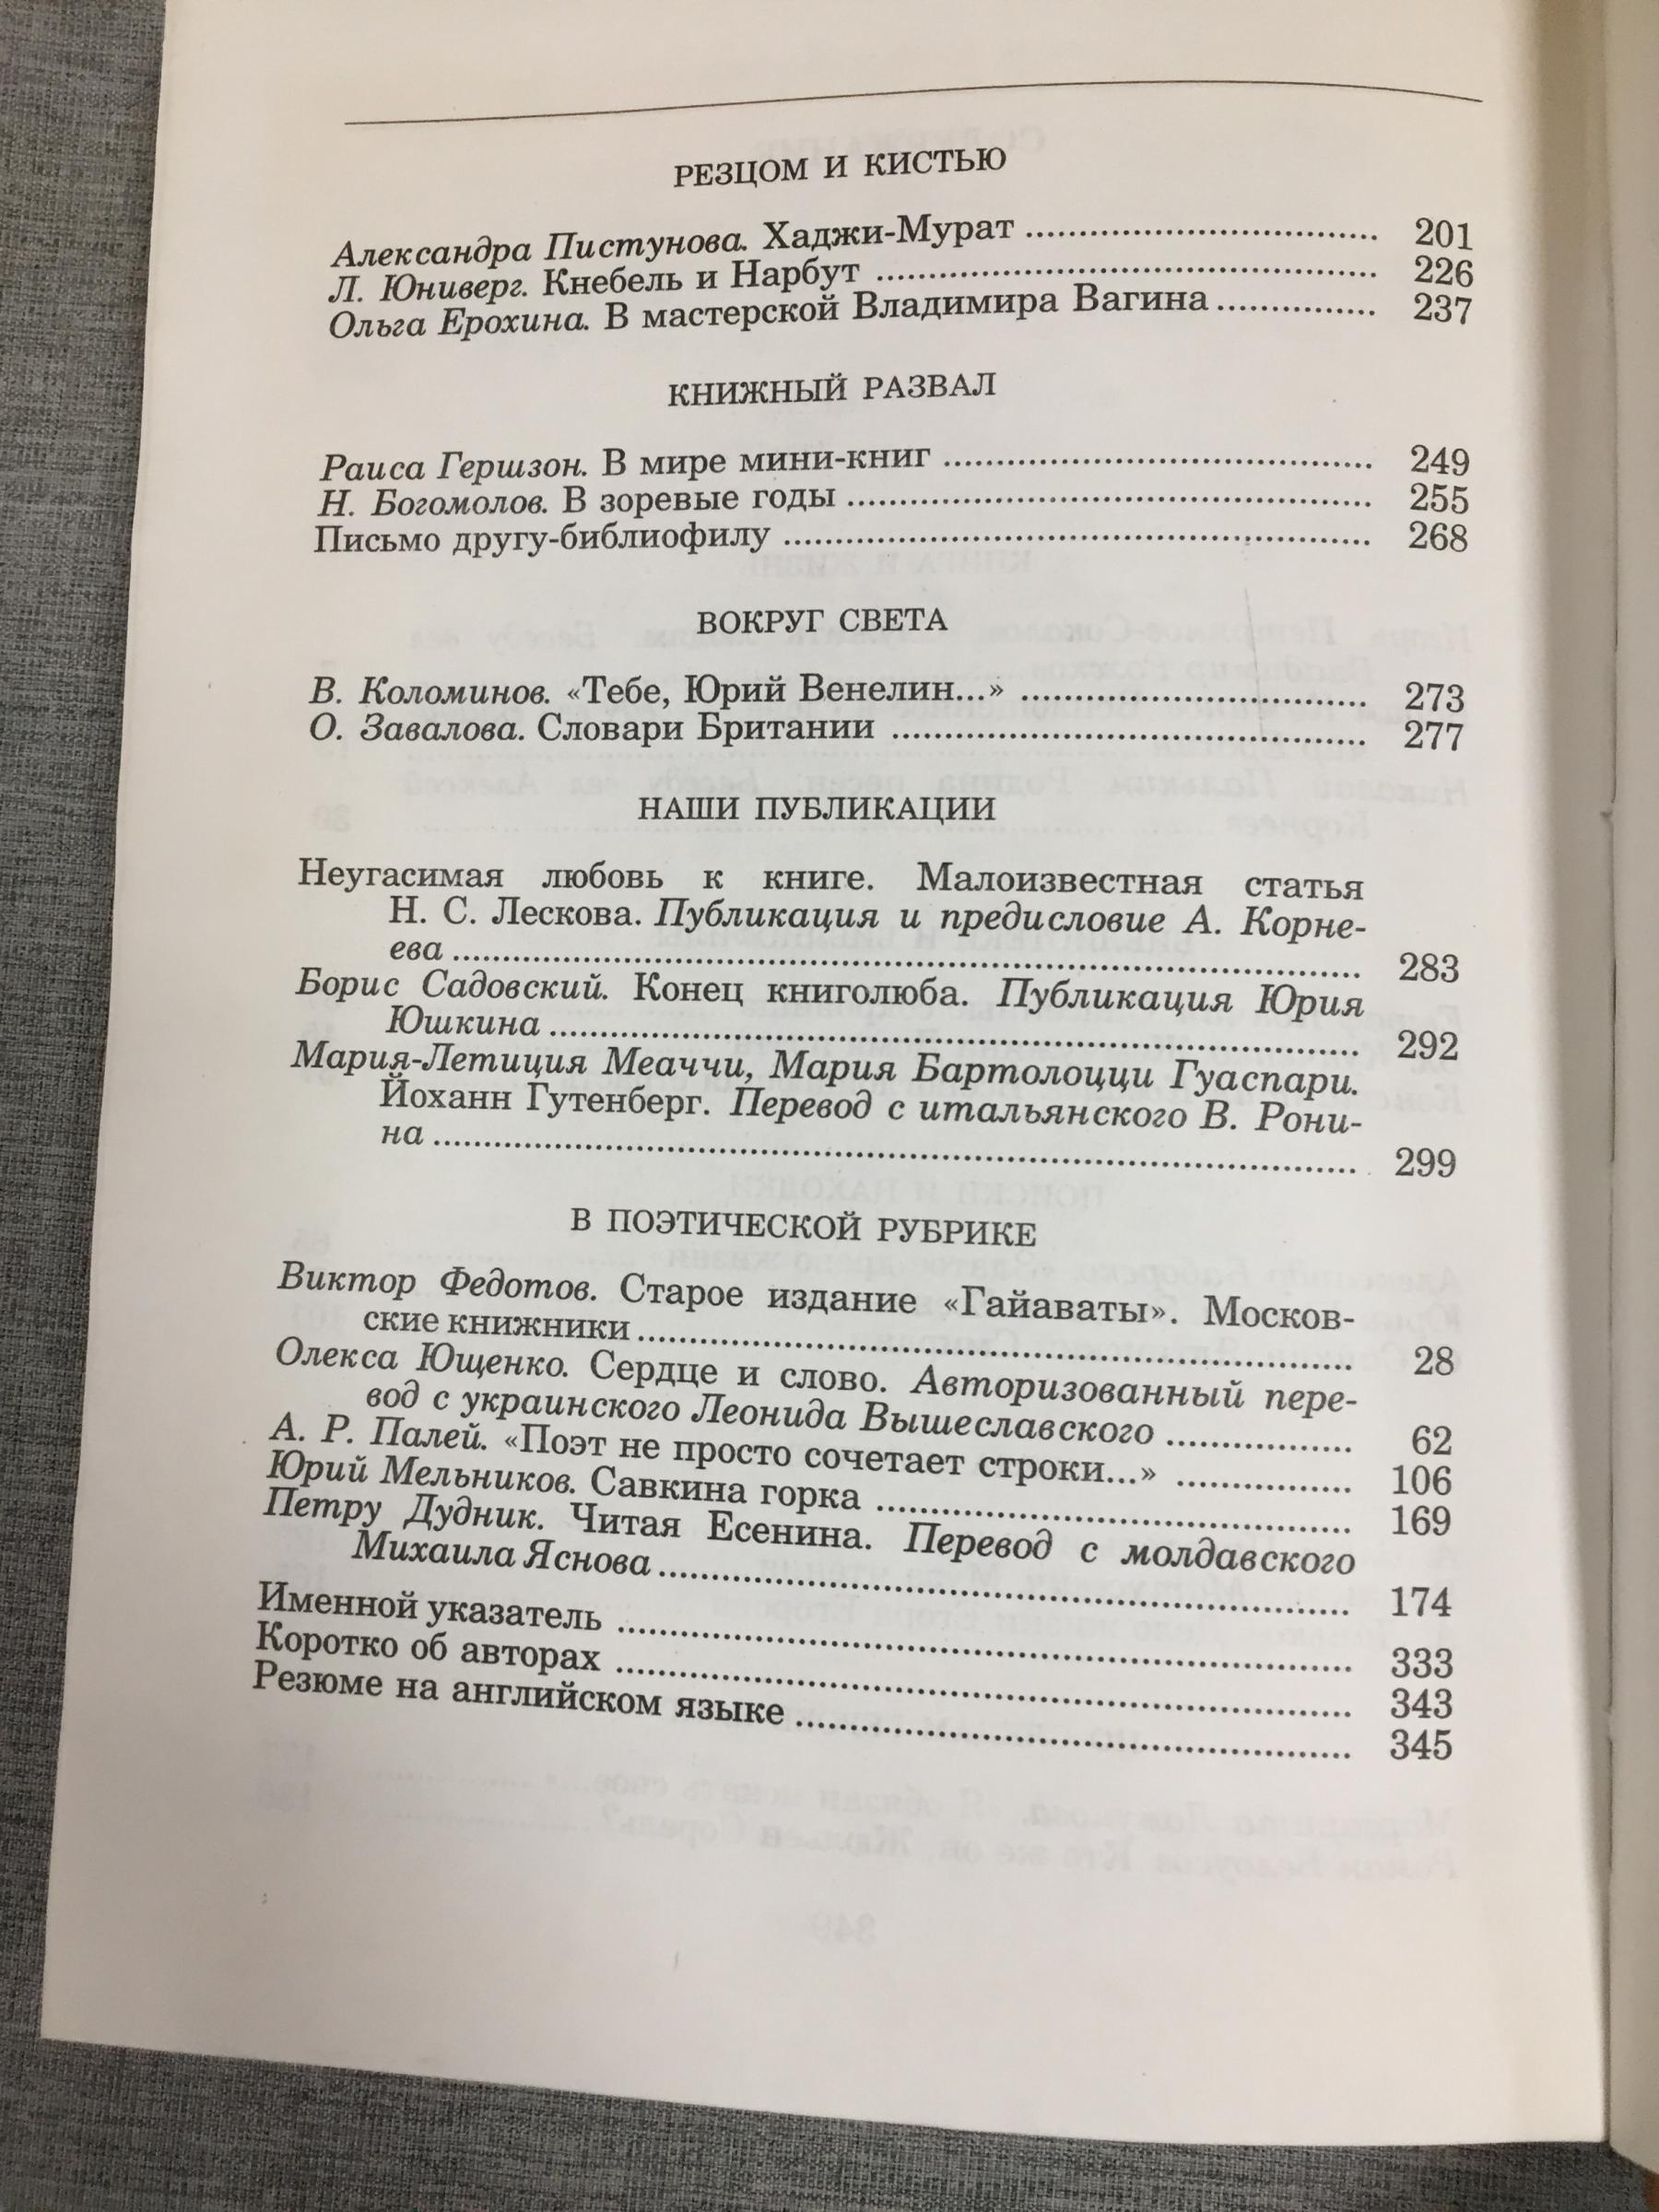 РЕЗЦОМ И КИСТЬЮ
Александра Пистунова. Хаджи-Мурат ........ 201
Л. Юниверг. Кнебель и Нарбут ........ 226
Ольга Ерохина. В мастерской Владимира Вагина ........ 237
КНИЖНЫЙ РАЗВАЛ
Раиса Гершзон. В мире мини-книг ........ 249
Н. Богомолов. В зоревые годы ........ 255
Письмо другу-библиофилу ........ 268
ВОКРУГ СВЕТА
В. Коломинов. «Тебе, Юрий Венелин...» ........ 273
О. Завалова. Словари Британии ........ 277
НАШИ ПУБЛИКАЦИИ
Неугасимая любовь к книге. Малоизвестная статья
Н. С. Лескова. Публикация и предисловие А. Корне-
ева ........ 283
Борис Садовский. Конец книголюба. Публикация Юрия
Юшкина ........ 292
Мария-Летиция Меаччи, Мария Бартолоцци Гуаспари.
Йоханн Гутенберг. Перевод с итальянского В. Рони-
на ........ 299
В ПОЭТИЧЕСКОЙ РУБРИКЕ
Виктор Федотов. Старое издание «Гайаваты». Москов-
ские книжники ........ 28
Олекса Ющенко. Сердце и слово. Авторизованный пере-
вод с украинского Леонида Вышеславского ........ 62
А. Р. Палей. «Поэт не просто сочетает строки...» ........ 106
Юрий Мельников. Савкина горка ........ 169
Петру Дудник. Читая Есенина. Перевод с молдавского
Михаила Яснова ........ 174
Именной указатель ........ 333
Коротко об авторах ........ 343
Резюме на английском языке ........ 345